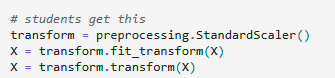 # students get this
transform = preprocessing.StandardScaler()
X = transform.fit_transform(X)
X = transform.transform(X)